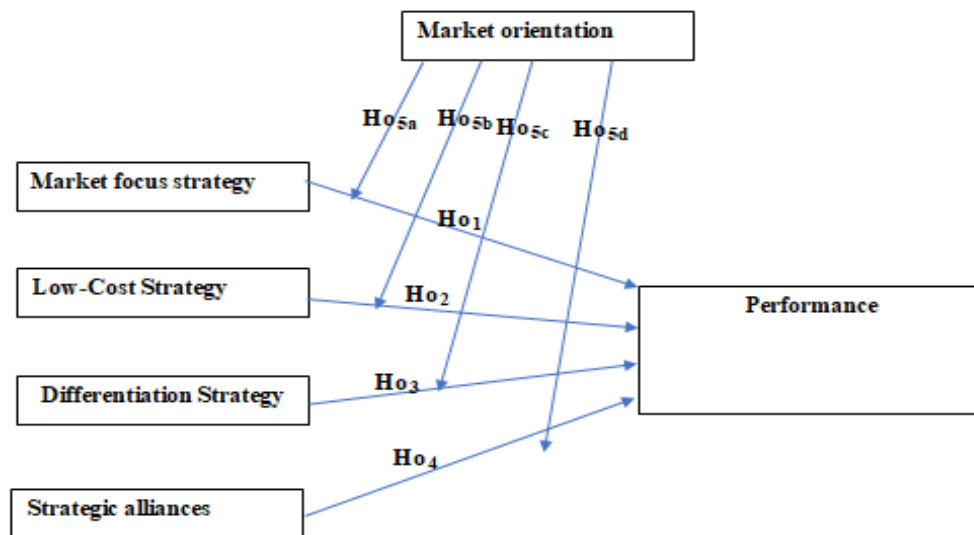 Market orientation
Ho5a
Ho5b
Ho5c
Ho5d
Market focus strategy
Ho1
Low-Cost Strategy
Ho2
Performance
Differentiation Strategy
Ho3
Ho4
Strategic alliances